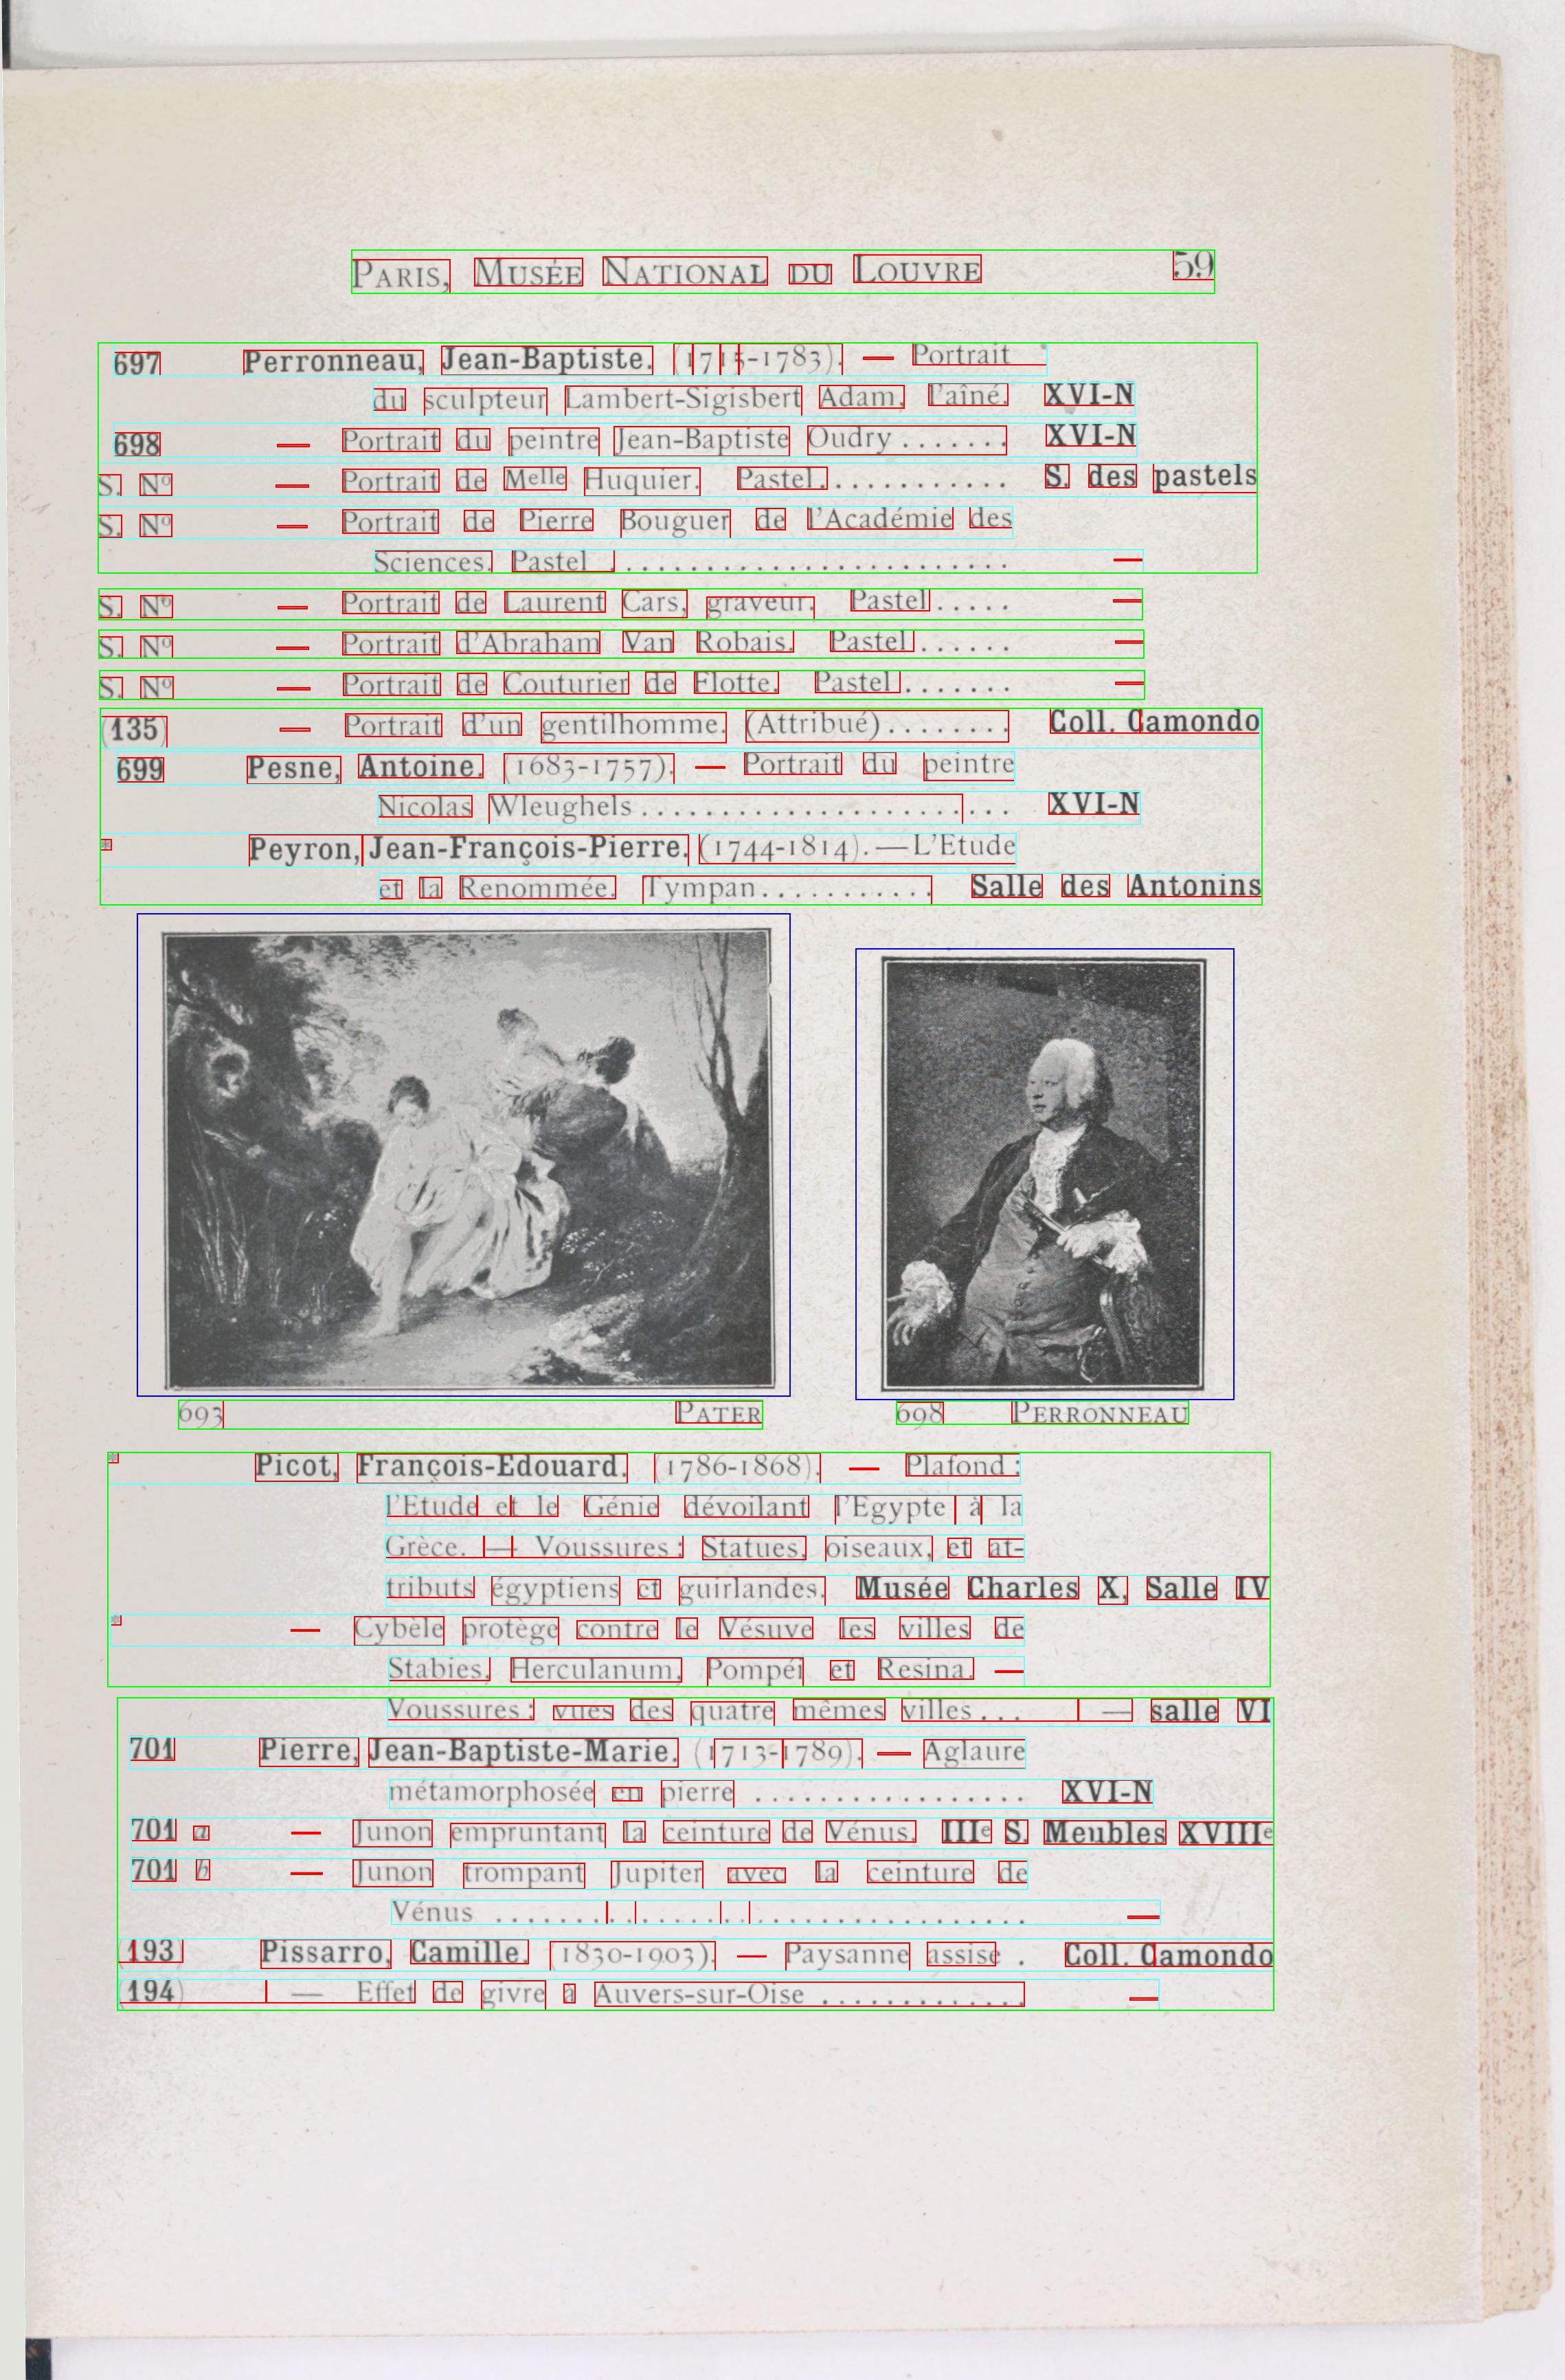 PARIS, MUSÉE NATIONAL DU LOUVRE 59
697 Perronneau, Jean-Baptiste. (1715-1783). — Portrait
du sculpteur Lambert-Sigisbert Adam, l'aîné. XVI-N
698 — Portrait du peintre Jean-Baptiste Oudry ....... XVI-N
S. Nº — Portrait de Melle Huquier. Pastel............ S. des pastels
S. Nº — Portrait de Pierre Bouguer de l'Académie des
Sciences. Pastel ......................... —
S. Nº — Portrait de Laurent Cars, graveur. Pastel..... —
S. Nº — Portrait d'Abraham Van Robais. Pastel...... —
S. Nº — Portrait de Couturier de Flotte. Pastel....... —
(135) — Portrait d'un gentilhomme. (Attribué)........ Coll. Camondo
699 Pesne, Antoine. (1683-1757). — Portrait du peintre
Nicolas Wleughels....................... XVI-N
* Peyron, Jean-François-Pierre. (1744-1814). — L'Etude
et la Renommée. Tympan........... Salle des Antonins
693 PATER
698 PERRONNEAU
* Picot, François-Edouard. (1786-1868). — Plafond :
l'Etude et le Génie dévoilant l'Egypte à la
Grèce. — Voussures : Statues, oiseaux, et at-
tributs égyptiens et guirlandes. Musée Charles X, Salle IV
* — Cybèle protège contre le Vésuve les villes de
Stabies, Herculanum, Pompéi et Resina. —
Voussures : vues des quatre mêmes villes... — salle VI
701 Pierre, Jean-Baptiste-Marie. (1713-1789). — Aglaure
métamorphosée en pierre ................. XVI-N
701 a — Junon empruntant la ceinture de Vénus. IIIe S. Meubles XVIIIe
701 b — Junon trompant Jupiter avec la ceinture de
Vénus ................................. —
(193) Pissarro, Camille. (1830-1903). — Paysanne assise . Coll. Camondo
(194) — Effet de givre à Auvers-sur-Oise ............. —